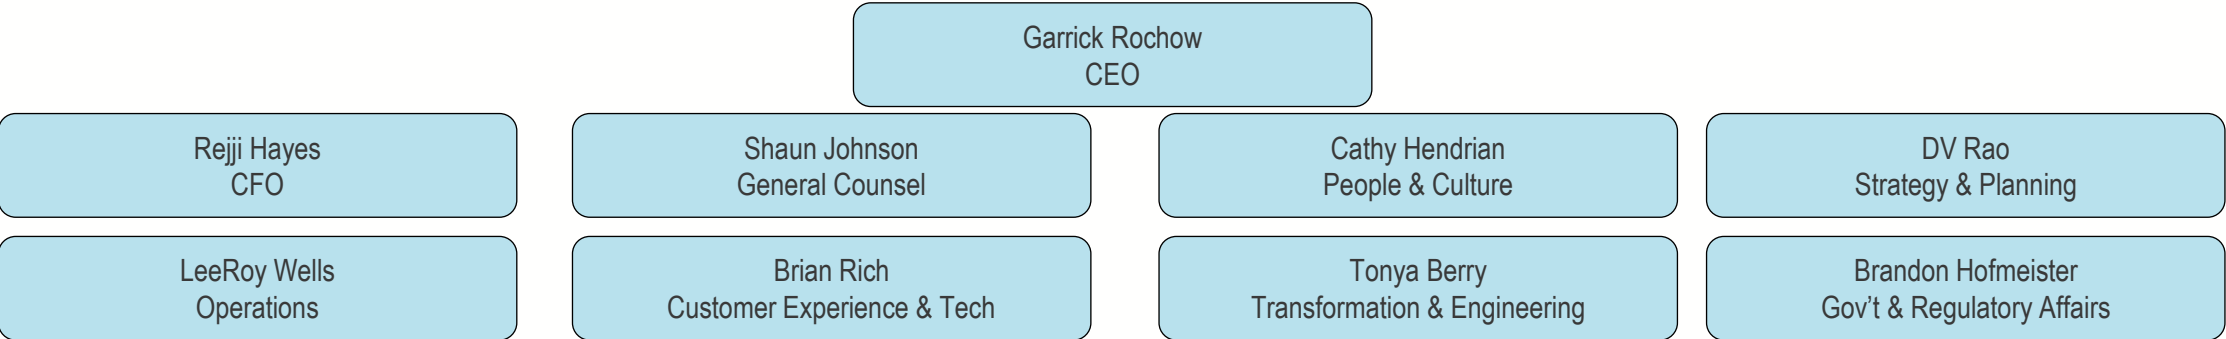 Garrick Rochow
CEO
Rejji Hayes
CFO
Shaun Johnson
General Counsel
Cathy Hendrian
People & Culture
DV Rao
Strategy & Planning
LeeRoy Wells
Operations
Brian Rich
Customer Experience & Tech
Tonya Berry
Transformation & Engineering
Brandon Hofmeister
Gov’t & Regulatory Affairs